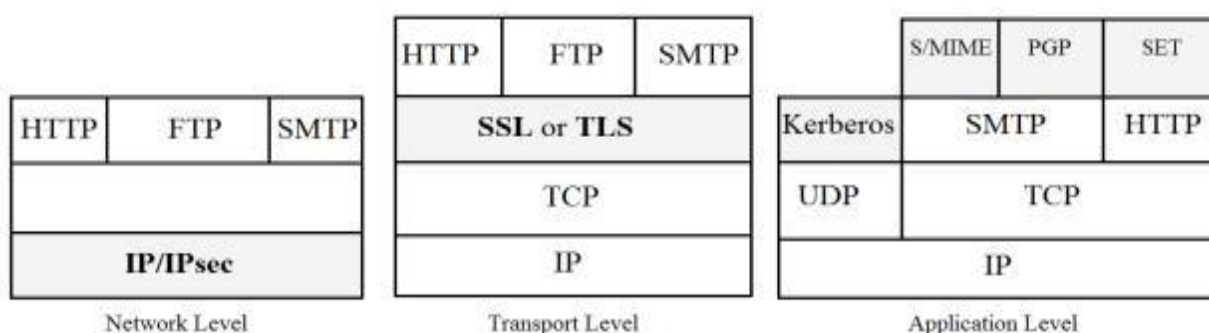 S/MIME PGP SET
HTTP FTP SMTP
HTTP FTP SMTP
SSL or TLS
Kerberos SMTP HTTP
TCP
UDP TCP
IP/IPsec
IP
IP
Network Level
Transport Level
Application Level